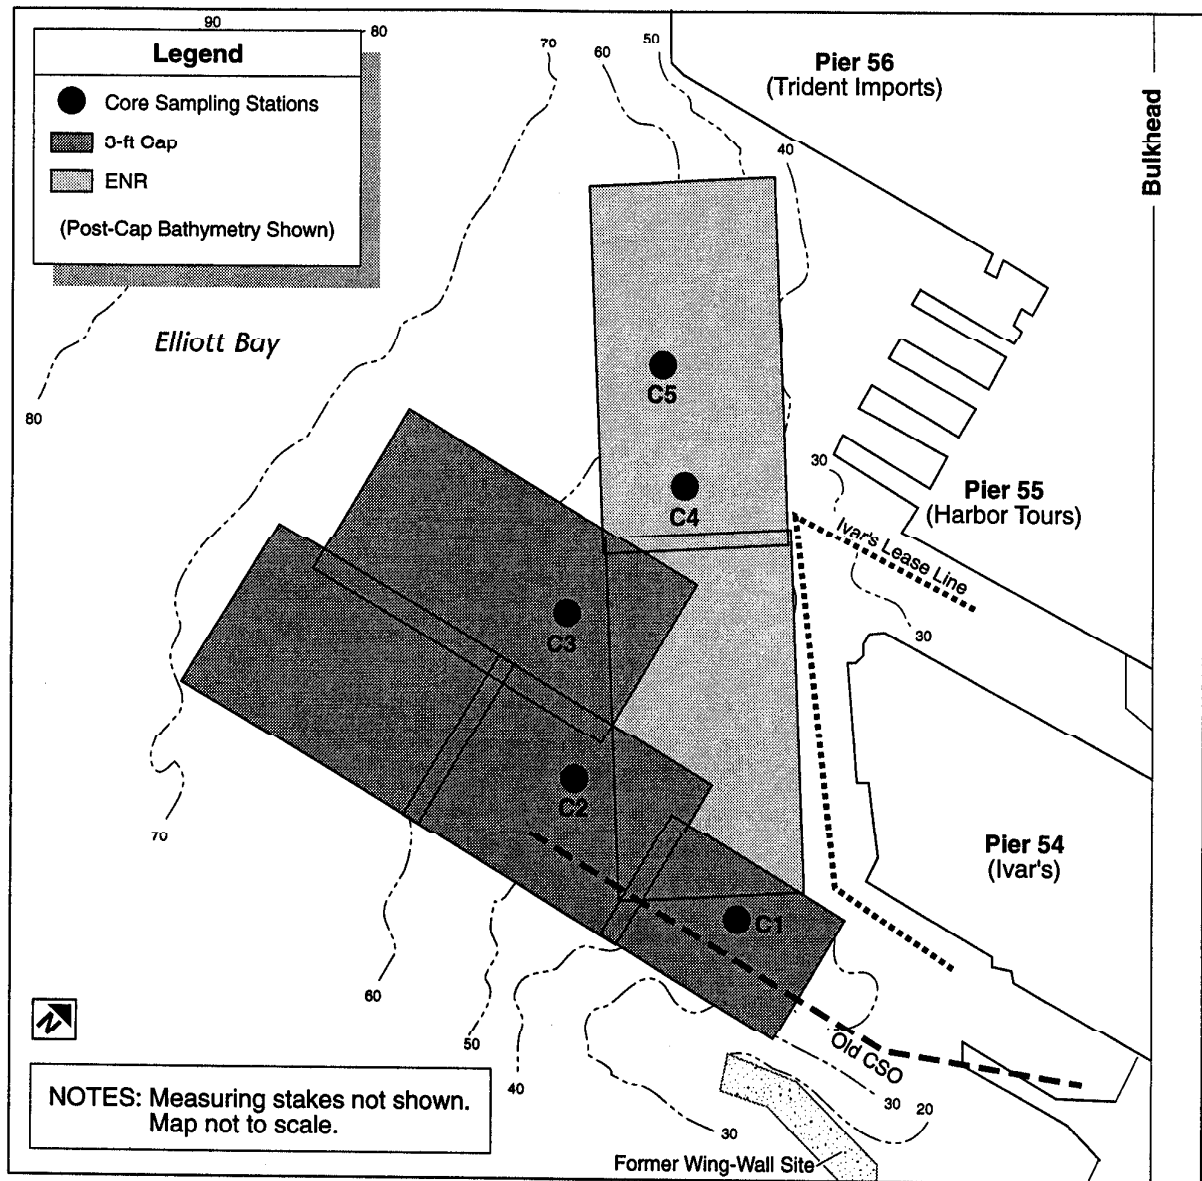 90
80
Legend
Core Sampling Stations
3-ft Cap
ENR
(Post-Cap Bathymetry Shown)
70
60
50
Pier 56
(Trident Imports)
Bulkhead
40
Elliott Bay
80
C5
30
C4
Pier 55
(Harbor Tours)
Ivar's Lease Line
C3
30
C2
70
Pier 54
(Ivar's)
C1
60
N
50
Old CSO
40
30
20
NOTES: Measuring stakes not shown.
Map not to scale.
30
Former Wing-Wall Site